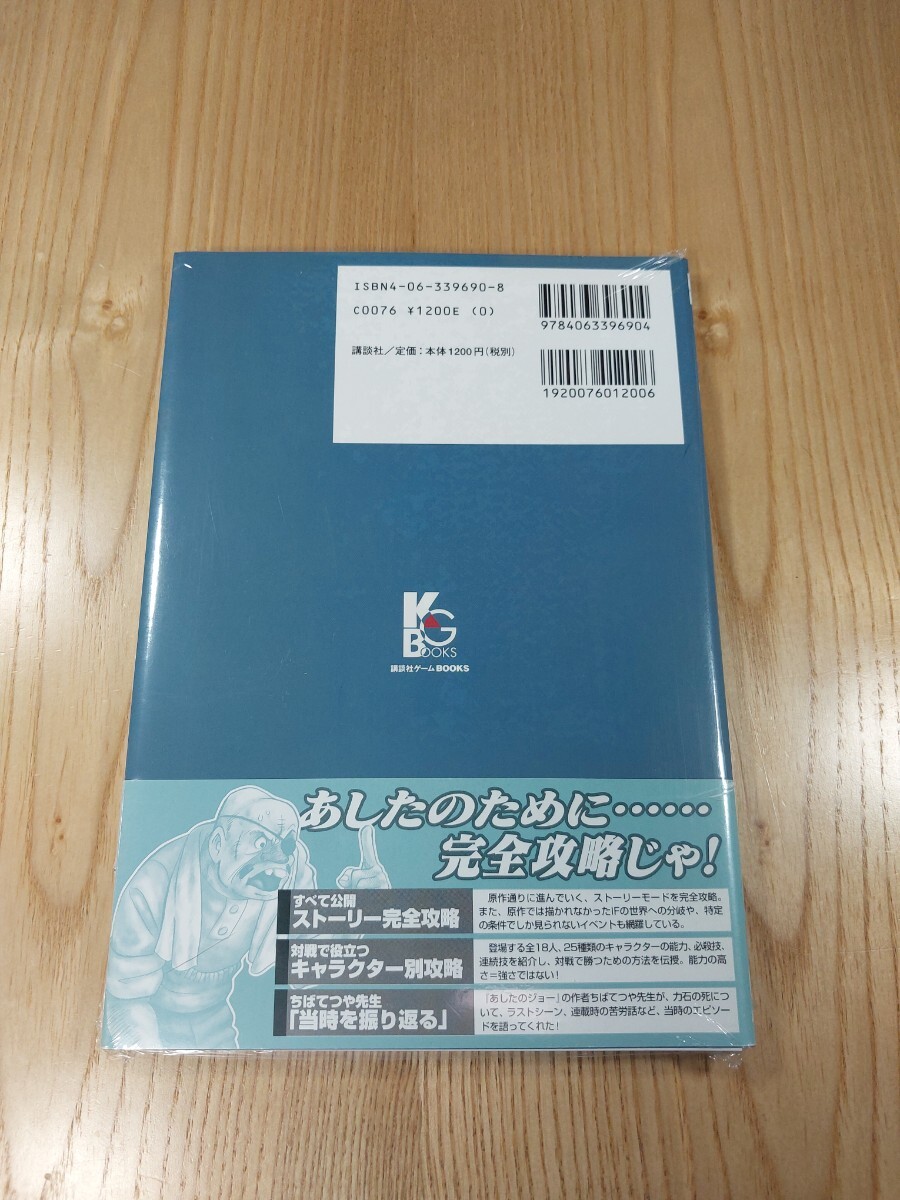 ISBN4-06-339690-8
C0076 ¥1200E (0)
講談社/定価:本体1200円(税別)
9784063396904
1920076012006
KG
BOOKS
講談社ゲームBOOKS
あしたのために……
完全攻略じゃ!
すべて公開
ストーリー完全攻略
原作通りに進んでいく、ストーリーモードを完全攻略。
また、原作では描かれなかったIFの世界への分岐や、特定
の条件でしか見られないイベントも網羅している。
対戦で役立つ
キャラクター別攻略
登場する全18人、25種類のキャラクターの能力、必殺技、
連続技を紹介し、対戦で勝つための方法を伝授。能力の高
さ=強さではない!
ちばてつや先生
「当時を振り返る」
『あしたのジョー』の作者ちばてつや先生が、力石の死につ
いて、ラストシーン、連載時の苦労話など、当時のエピソー
ドを語ってくれた!